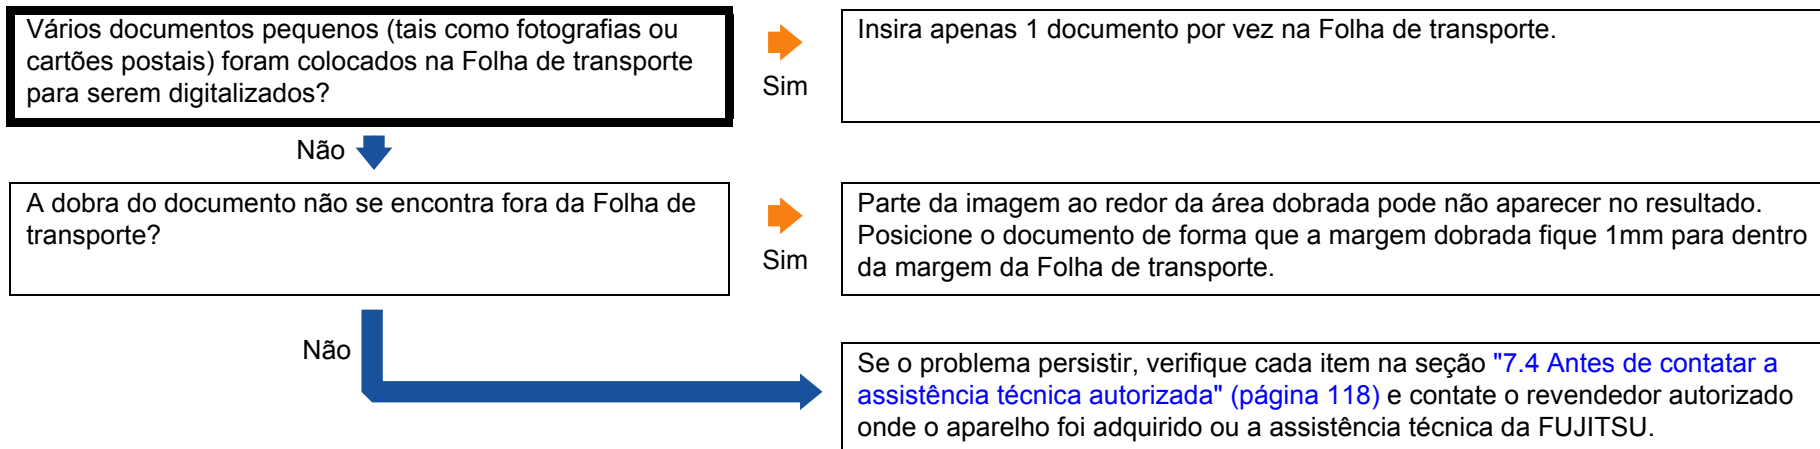 Vários documentos pequenos (tais como fotografias ou
cartões postais) foram colocados na Folha de transporte
para serem digitalizados?
Sim
Insira apenas 1 documento por vez na Folha de transporte.
Não
A dobra do documento não se encontra fora da Folha de
transporte?
Sim
Parte da imagem ao redor da área dobrada pode não aparecer no resultado.
Posicione o documento de forma que a margem dobrada fique 1mm para dentro
da margem da Folha de transporte.
Não
Se o problema persistir, verifique cada item na seção "7.4 Antes de contatar a
assistência técnica autorizada" (página 118) e contate o revendedor autorizado
onde o aparelho foi adquirido ou a assistência técnica da FUJITSU.